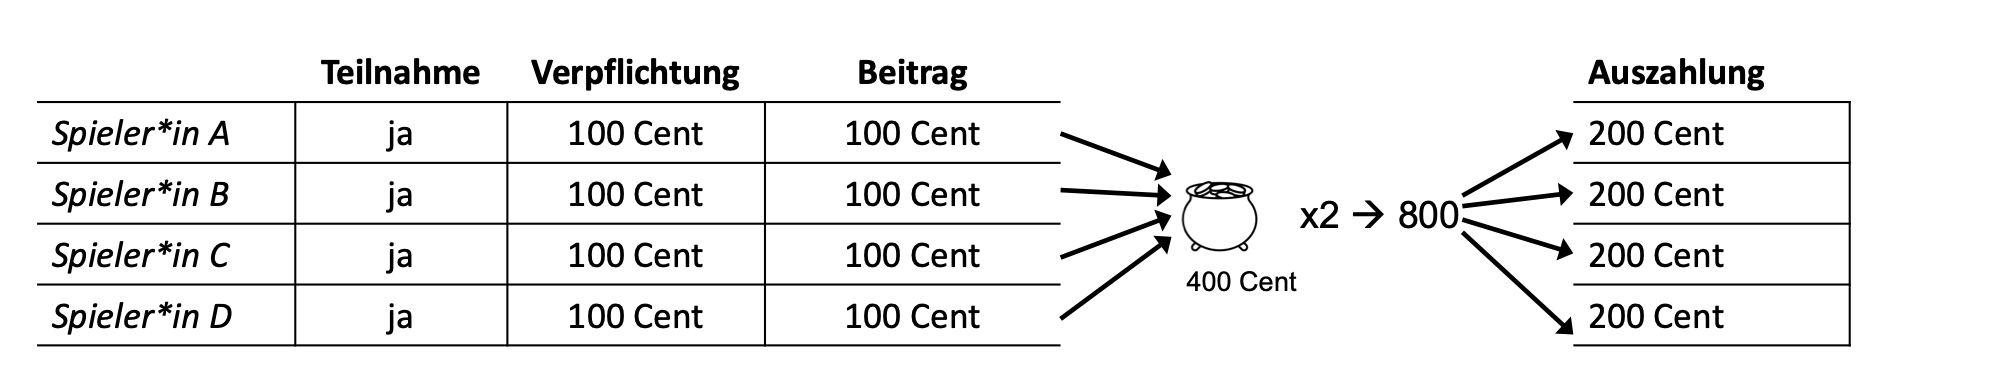 Teilnahme Verpflichtung Beitrag Auszahlung
Spieler*in A ja 100 Cent 100 Cent 200 Cent
Spieler*in B ja 100 Cent 100 Cent 200 Cent
x2 → 800
Spieler*in C ja 100 Cent 100 Cent 200 Cent
400 Cent
Spieler*in D ja 100 Cent 100 Cent 200 Cent